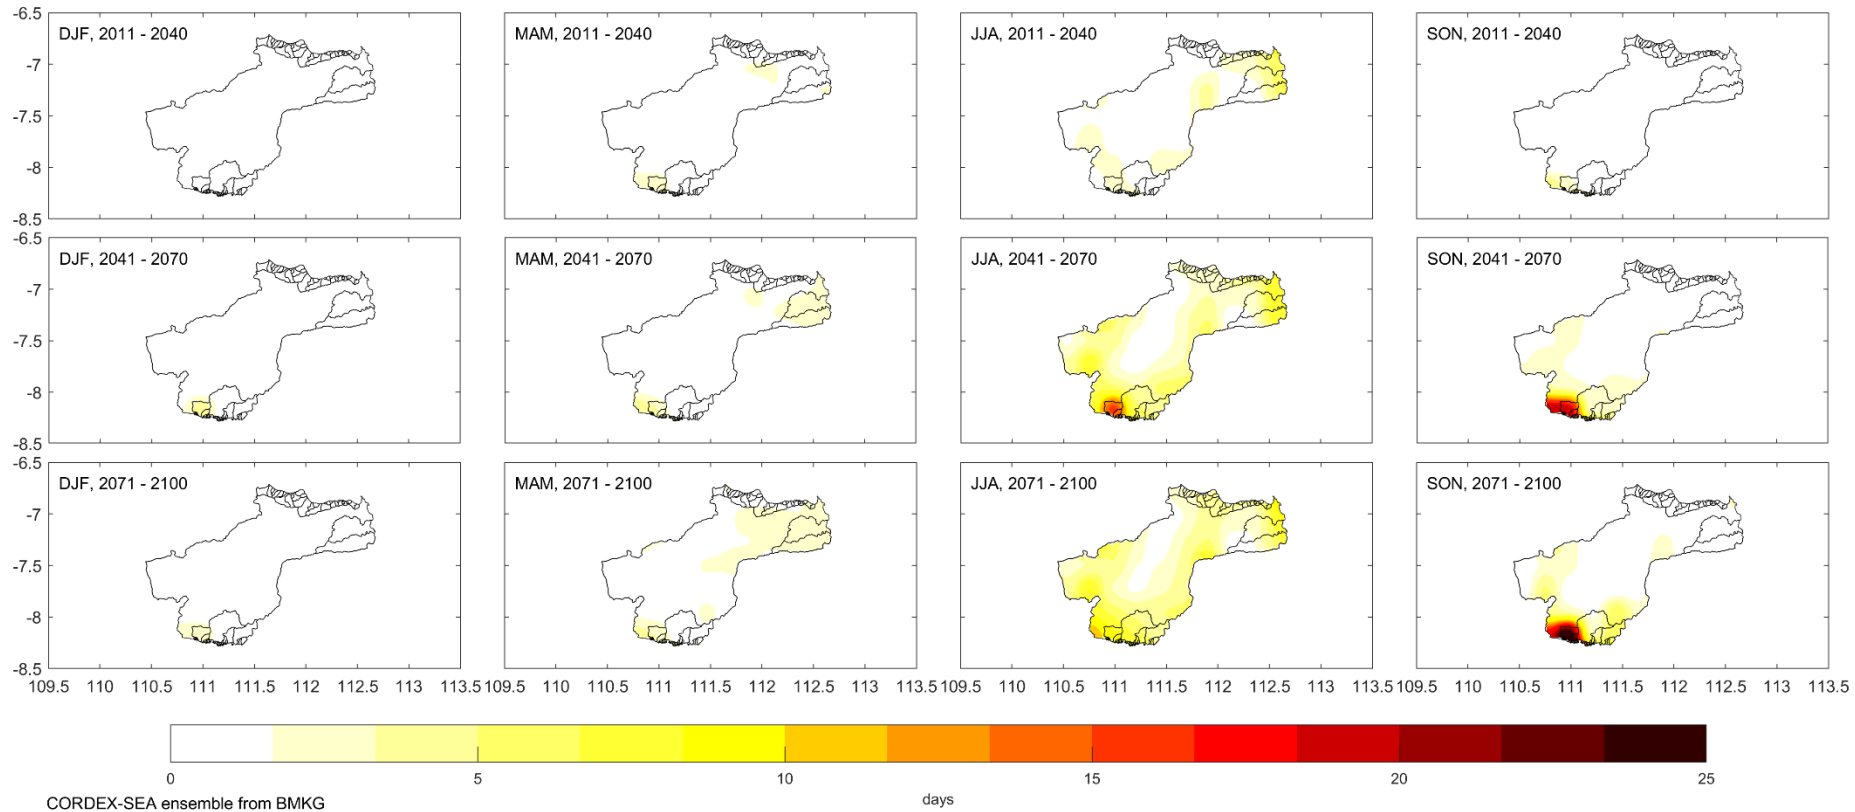 DJF, 2011 - 2040 MAM, 2011 - 2040 JJA, 2011 - 2040 SON, 2011 - 2040
-6.5
-7
-7.5
-8
-8.5
109.5 110 110.5 111 111.5 112 112.5 113 113.5 109.5 110 110.5 111 111.5 112 112.5 113 113.5 109.5 110 110.5 111 111.5 112 112.5 113 113.5 109.5 110 110.5 111 111.5 112 112.5 113 113.5
DJF, 2041 - 2070 MAM, 2041 - 2070 JJA, 2041 - 2070 SON, 2041 - 2070
-6.5
-7
-7.5
-8
-8.5
DJF, 2071 - 2100 MAM, 2071 - 2100 JJA, 2071 - 2100 SON, 2071 - 2100
-6.5
-7
-7.5
-8
-8.5
0 5 10 15 20 25
days
CORDEX-SEA ensemble from BMKG